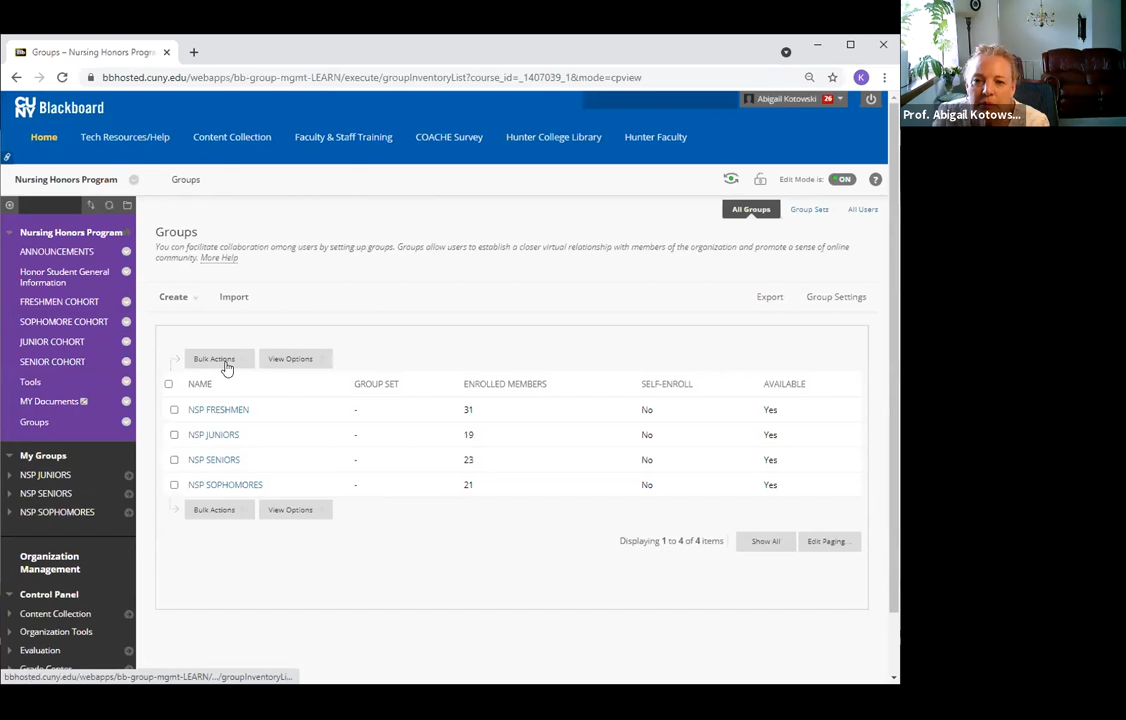 Groups – Nursing Honors Progra
bbhosted.cuny.edu/webapps/bb-group-mgmt-LEARN/execute/groupInventoryList?course_id=_1407039_1&mode=cpview
K
Prof. Abigail Kotows...
CUNY Blackboard
Abigail Kotowski 26
Home Tech Resources/Help Content Collection Faculty & Staff Training COACHE Survey Hunter College Library Hunter Faculty
Nursing Honors Program Groups Edit Mode is: ON ?
All Groups Group Sets All Users
Nursing Honors Program
ANNOUNCEMENTS
Honor Student General
Information
FRESHMEN COHORT
SOPHOMORE COHORT
JUNIOR COHORT
SENIOR COHORT
Tools
MY Documents
Groups
My Groups
NSP JUNIORS
NSP SENIORS
NSP SOPHOMORES
Organization
Management
Control Panel
Content Collection
Organization Tools
Evaluation
Grade Center
Groups
You can facilitate collaboration among users by setting up groups. Groups allow users to establish a closer virtual relationship with members of the organization and promote a sense of online
community. More Help
Create Import Export Group Settings
Bulk Actions View Options
NAME GROUP SET ENROLLED MEMBERS SELF-ENROLL AVAILABLE
NSP FRESHMEN - 31 No Yes
NSP JUNIORS - 19 No Yes
NSP SENIORS - 23 No Yes
NSP SOPHOMORES - 21 No Yes
Bulk Actions View Options
Displaying 1 to 4 of 4 items Show All Edit Paging...
bbhosted.cuny.edu/webapps/bb-group-mgmt-LEARN/.../groupInventoryLi...